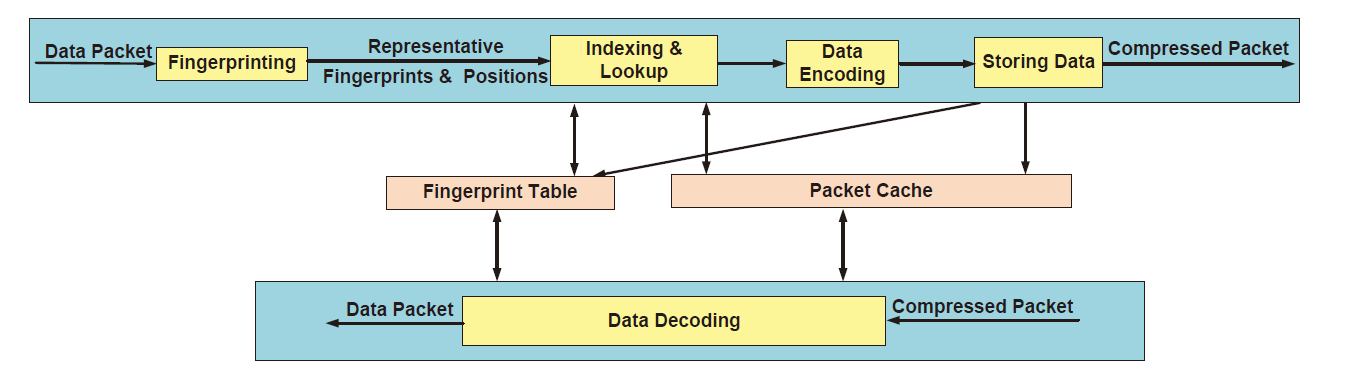 Data Packet
Fingerprinting
Representative
Fingerprints & Positions
Indexing &
Lookup
Data
Encoding
Storing Data
Compressed Packet
Fingerprint Table
Packet Cache
Data Packet
Data Decoding
Compressed Packet